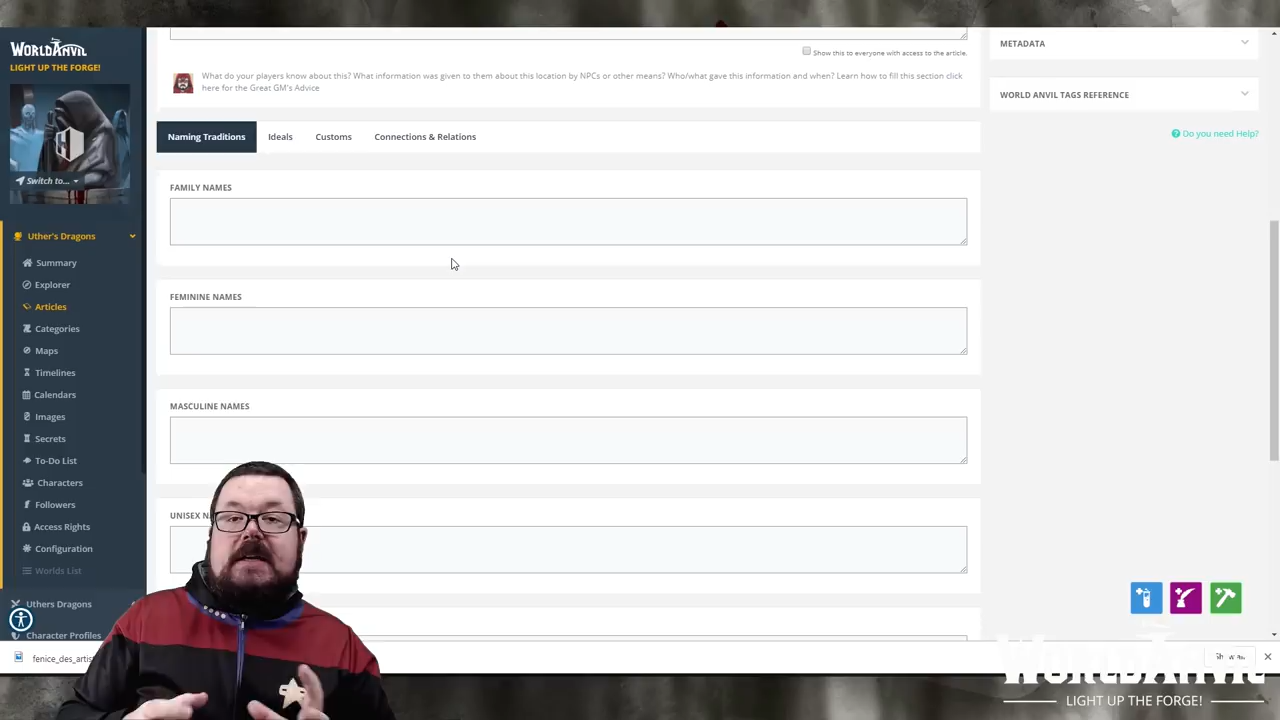 WORLDANVIL
LIGHT UP THE FORGE!
Switch to...
Uther's Dragons
Summary
Explorer
Articles
Categories
Maps
Timelines
Calendars
Images
Secrets
To-Do List
Characters
Followers
Access Rights
Configuration
Worlds List
Uthers Dragons
Character Profiles
Show this to everyone with access to the article.
What do your players know about this? What information was given to them about this location by NPCs or other means? Who/what gave this information and when? Learn how to fill this section click
here for the Great GM's Advice
Naming Traditions
Ideals
Customs
Connections & Relations
FAMILY NAMES
FEMININE NAMES
MASCULINE NAMES
UNISEX
METADATA
WORLD ANVIL TAGS REFERENCE
Do you need Help?
fenice_des_artist
WORLDANVIL
LIGHT UP THE FORGE!